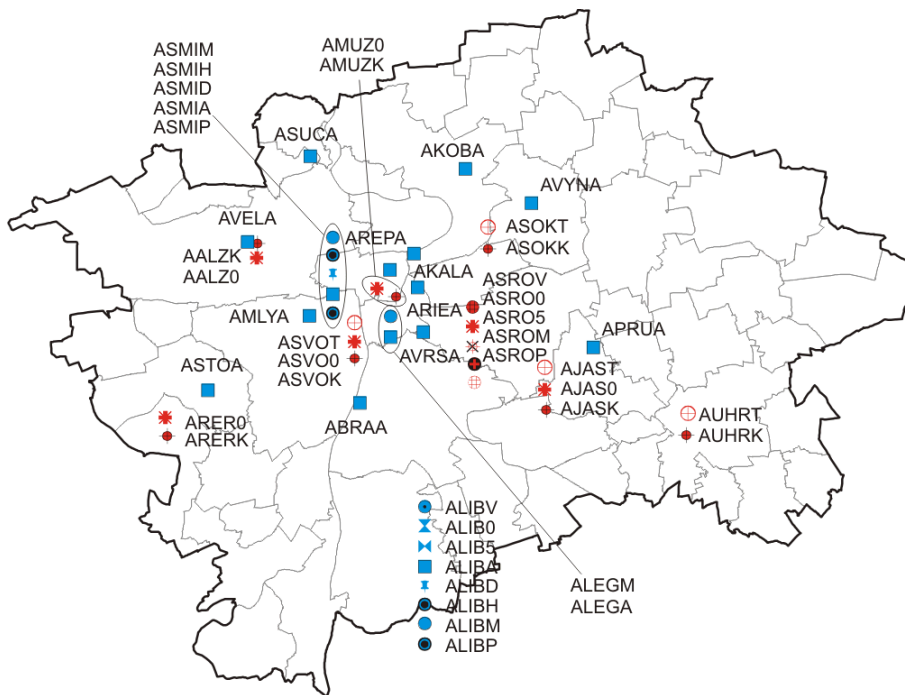 ASMIM
ASMIH
ASMID
ASMIA
ASMIP
AMUZ0
AMUZK
ASUCA
AKOBA
AVYNA
AVELA
AALZK
AALZ0
AREPA
ASOKT
ASOKK
AKALA
ASROV
ASRO0
ASRO5
ASROM
ASROP
ARIEA
AMLYA
AVRSA
ASVOT
ASVO0
ASVOK
APRUA
ASTOA
AJAST
AJAS0
AJASK
ARER0
ARERK
ABRAA
AUHRT
AUHRK
ALIBV
ALIB0
ALIB5
ALIBA
ALIBD
ALIBH
ALIBM
ALIBP
ALEGM
ALEGA